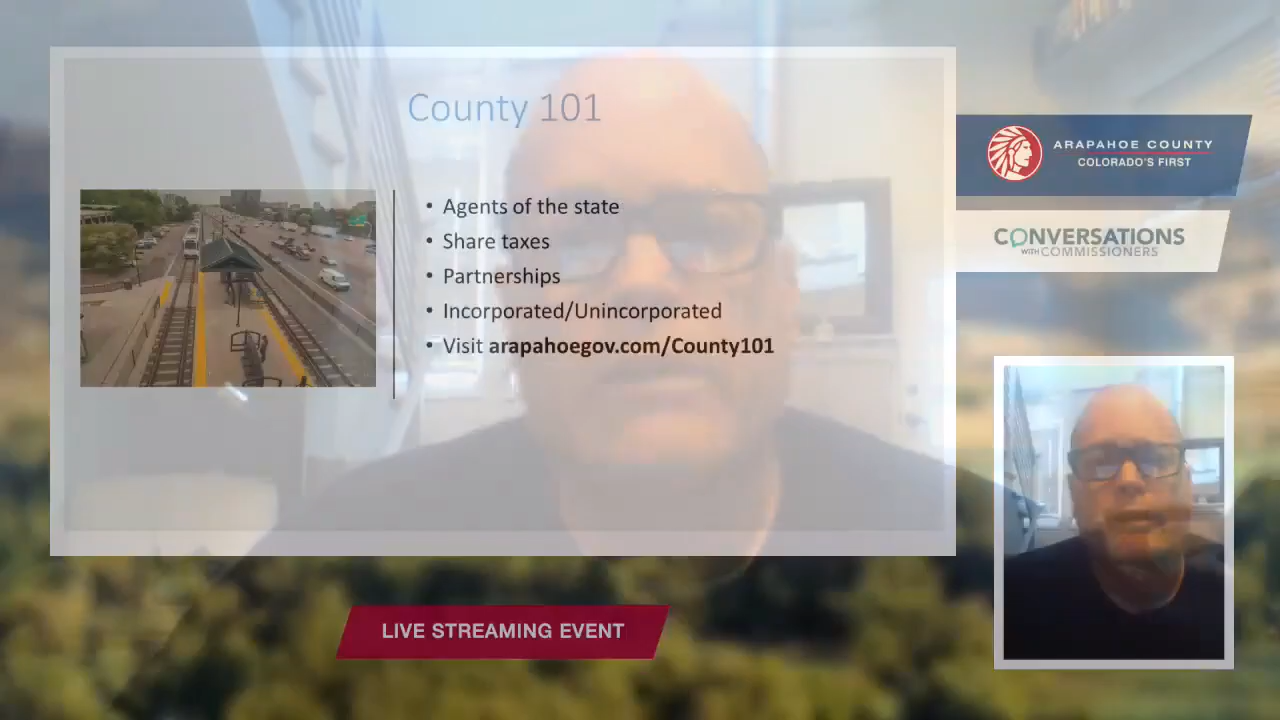 County 101
• Agents of the state
• Share taxes
• Partnerships
• Incorporated/Unincorporated
• Visit arapahoegov.com/County101
ARAPAHOE COUNTY
COLORADO'S FIRST
CONVERSATIONS
WITH COMMISSIONERS
LIVE STREAMING EVENT